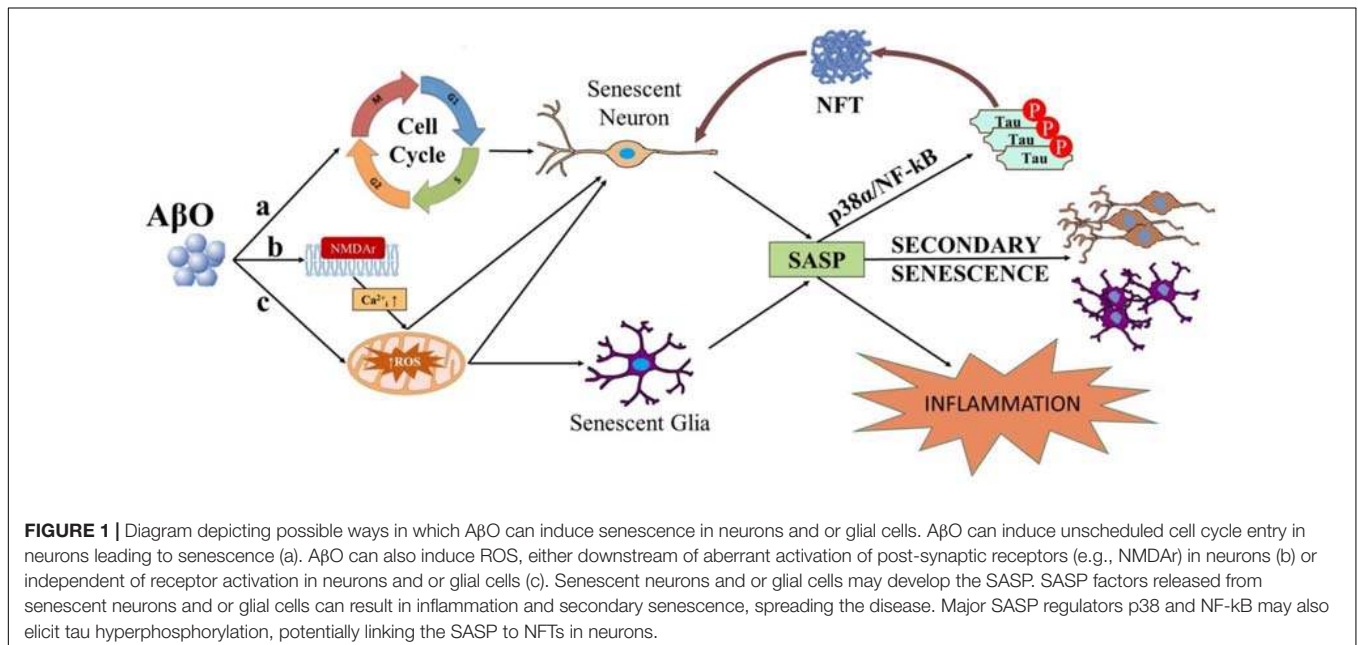 M
G1
S
G2
Cell
Cycle
Senescent
Neuron
NFT
Tau
Tau
Tau
P
P
P
AβO
a
b
c
NMDAr
Ca²⁺ᵢ ↑
↑ROS
Senescent Glia
SASP
p38α/NF-kB
SECONDARY
SENESCENCE
INFLAMMATION
FIGURE 1 | Diagram depicting possible ways in which AβO can induce senescence in neurons and or glial cells. AβO can induce unscheduled cell cycle entry in
neurons leading to senescence (a). AβO can also induce ROS, either downstream of aberrant activation of post-synaptic receptors (e.g., NMDAr) in neurons (b) or
independent of receptor activation in neurons and or glial cells (c). Senescent neurons and or glial cells may develop the SASP. SASP factors released from
senescent neurons and or glial cells can result in inflammation and secondary senescence, spreading the disease. Major SASP regulators p38 and NF-kB may also
elicit tau hyperphosphorylation, potentially linking the SASP to NFTs in neurons.